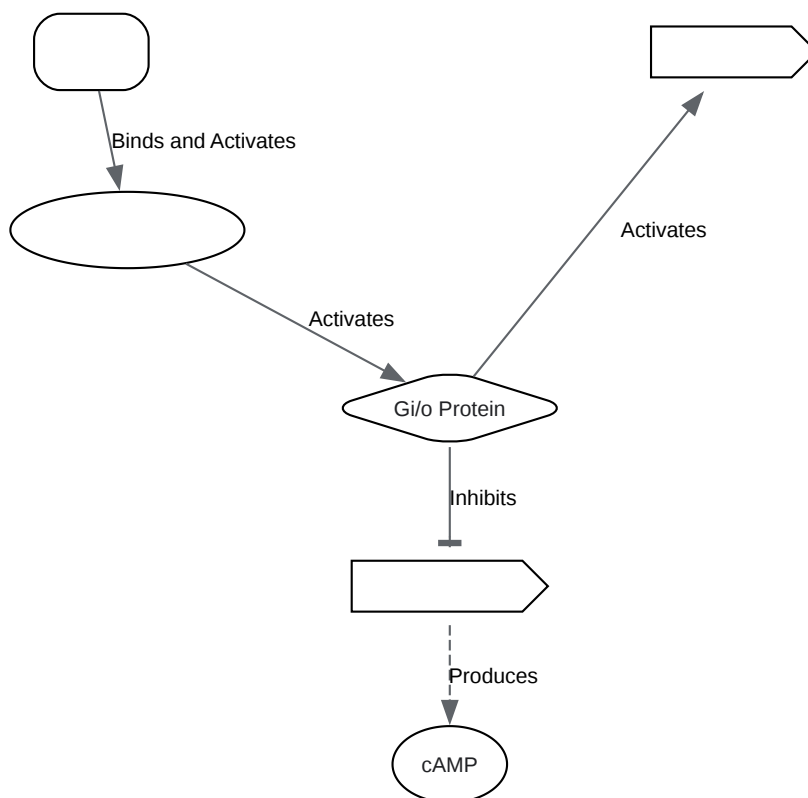 Binds and Activates
Activates
Activates
Gi/o Protein
Inhibits
Produces
cAMP